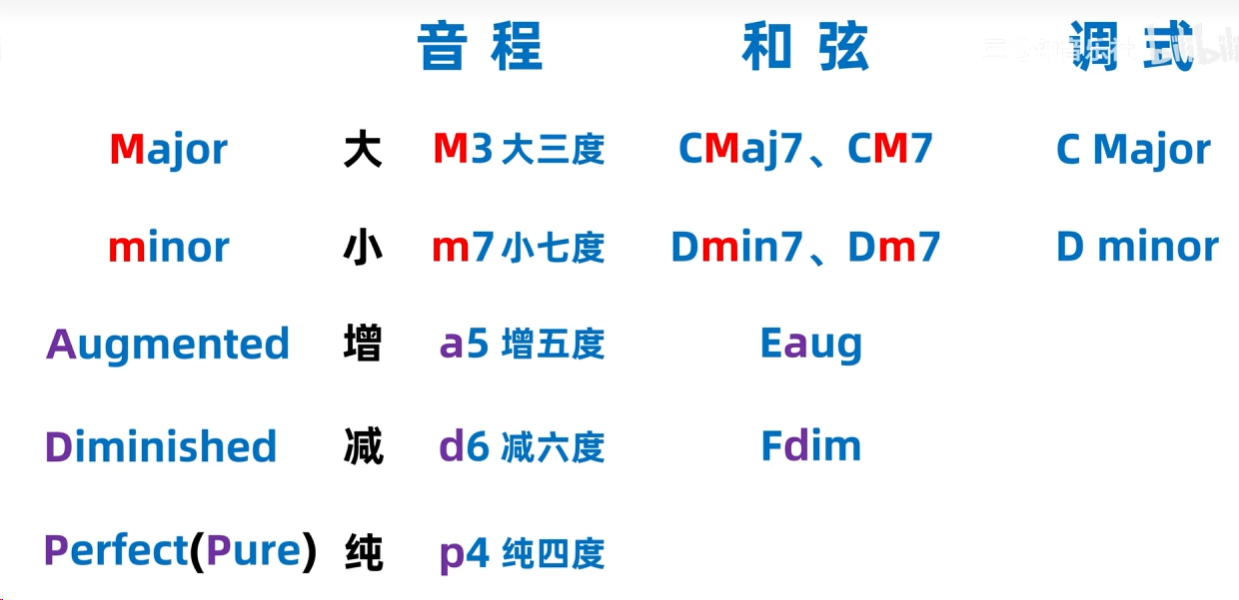 音程 和弦 调式
Major 大 M3 大三度 CMaj7、CM7 C Major
minor 小 m7 小七度 Dmin7、Dm7 D minor
Augmented 增 a5 增五度 Eaug
Diminished 减 d6 减六度 Fdim
Perfect(Pure) 纯 p4 纯四度